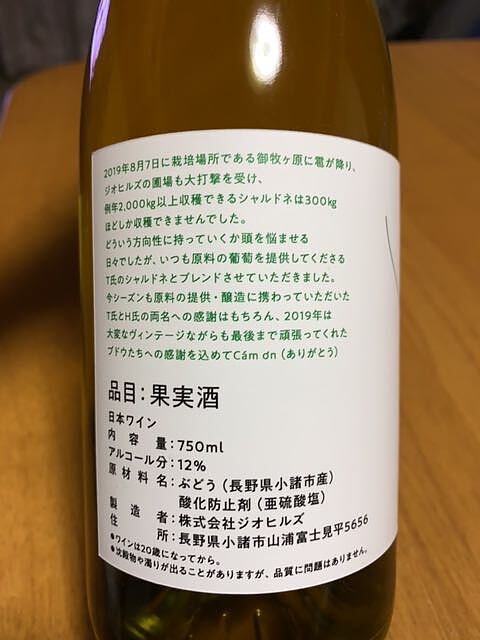 2019年8月7日に栽培場所である御牧ヶ原に雹が降り、
ジオヒルズの圃場も大打撃を受け、
例年2,000kg以上収穫できるシャルドネは300kg
ほどしか収穫できませんでした。
どういう方向性に持っていくか頭を悩ませる
日々でしたが、いつも原料の葡萄を提供してくださる
T氏のシャルドネとブレンドさせていただきました。
今シーズンも原料の提供・醸造に携わっていただいた
T氏とH氏の両名への感謝はもちろん、2019年は
大変なヴィンテージながらも最後まで頑張ってくれた
ブドウたちへの感謝を込めてCám ơn（ありがとう）
品目：果実酒
日本ワイン
内容量：750ml
アルコール分：12%
原材料名：ぶどう（長野県小諸市産）
酸化防止剤（亜硫酸塩）
製造者：株式会社ジオヒルズ
住所：長野県小諸市山浦富士見平5656
●ワインは20歳になってから。
●沈殿物や濁りが出ることがありますが、品質に問題はありません。